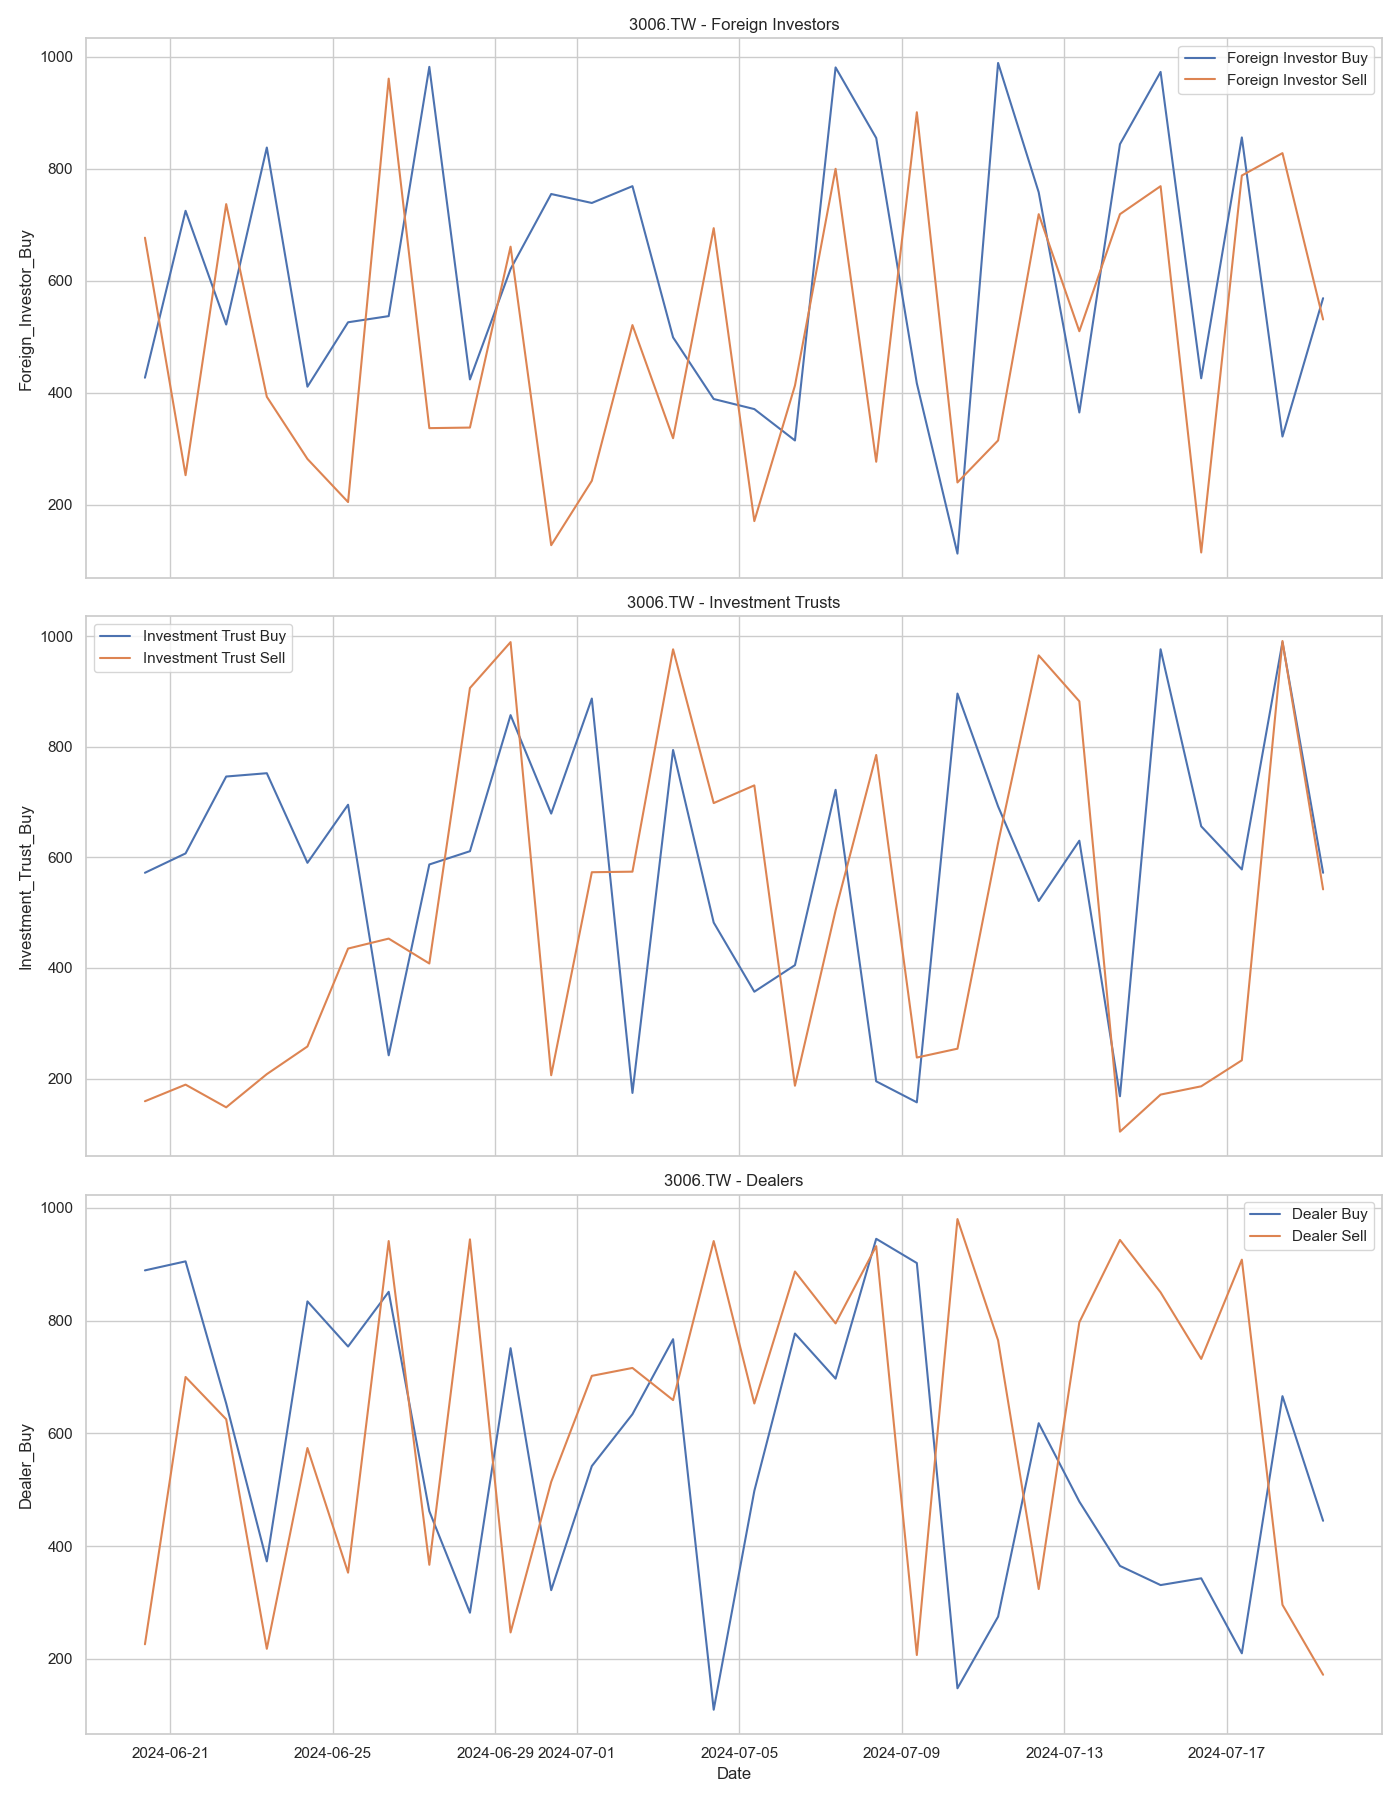 3006.TW - Foreign Investors
Foreign_Investor_Buy
1000
800
600
400
200
Foreign Investor Buy
Foreign Investor Sell
3006.TW - Investment Trusts
Investment_Trust_Buy
1000
800
600
400
200
Investment Trust Buy
Investment Trust Sell
3006.TW - Dealers
Dealer_Buy
1000
800
600
400
200
Dealer Buy
Dealer Sell
2024-06-21 2024-06-25 2024-06-29 2024-07-01 2024-07-05 2024-07-09 2024-07-13 2024-07-17
Date